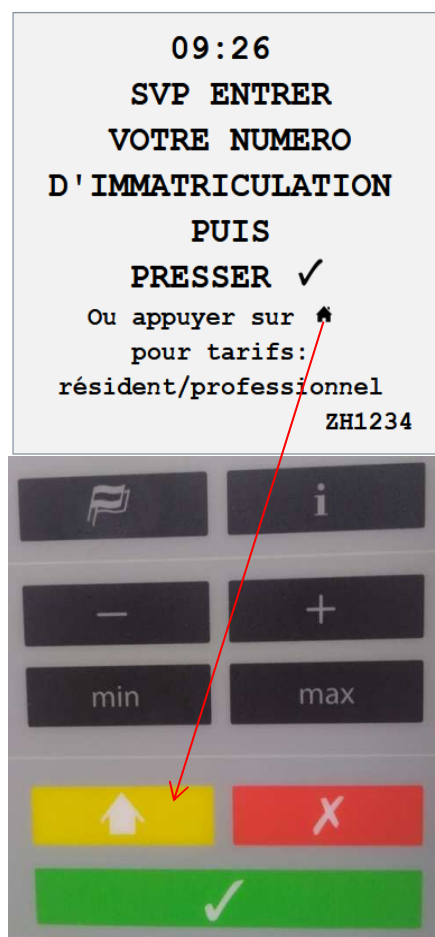 09:26
SVP ENTRER
VOTRE NUMERO
D'IMMATRICULATION
PUIS
PRESSER ✓
Ou appuyer sur
pour tarifs:
résident/professionnel
ZH1234
i
− +
min max
✗
✓